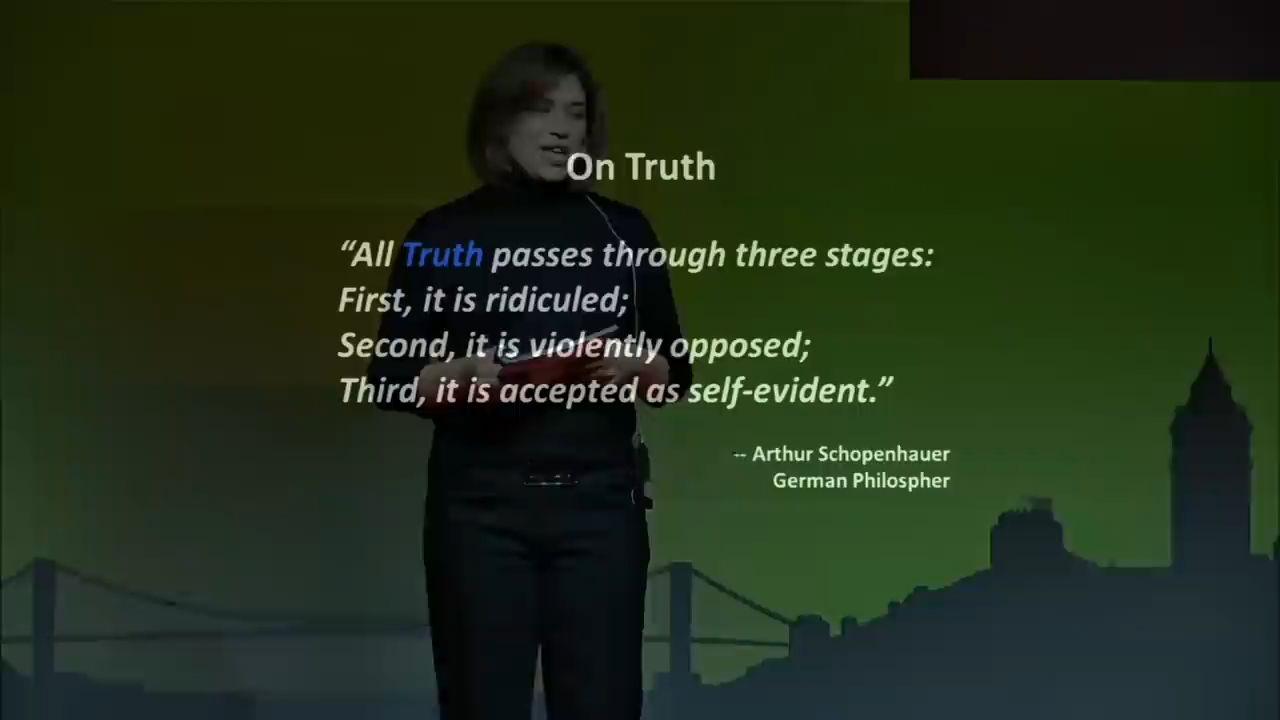 On Truth
“All Truth passes through three stages:
First, it is ridiculed;
Second, it is violently opposed;
Third, it is accepted as self-evident.”
-- Arthur Schopenhauer
German Philospher